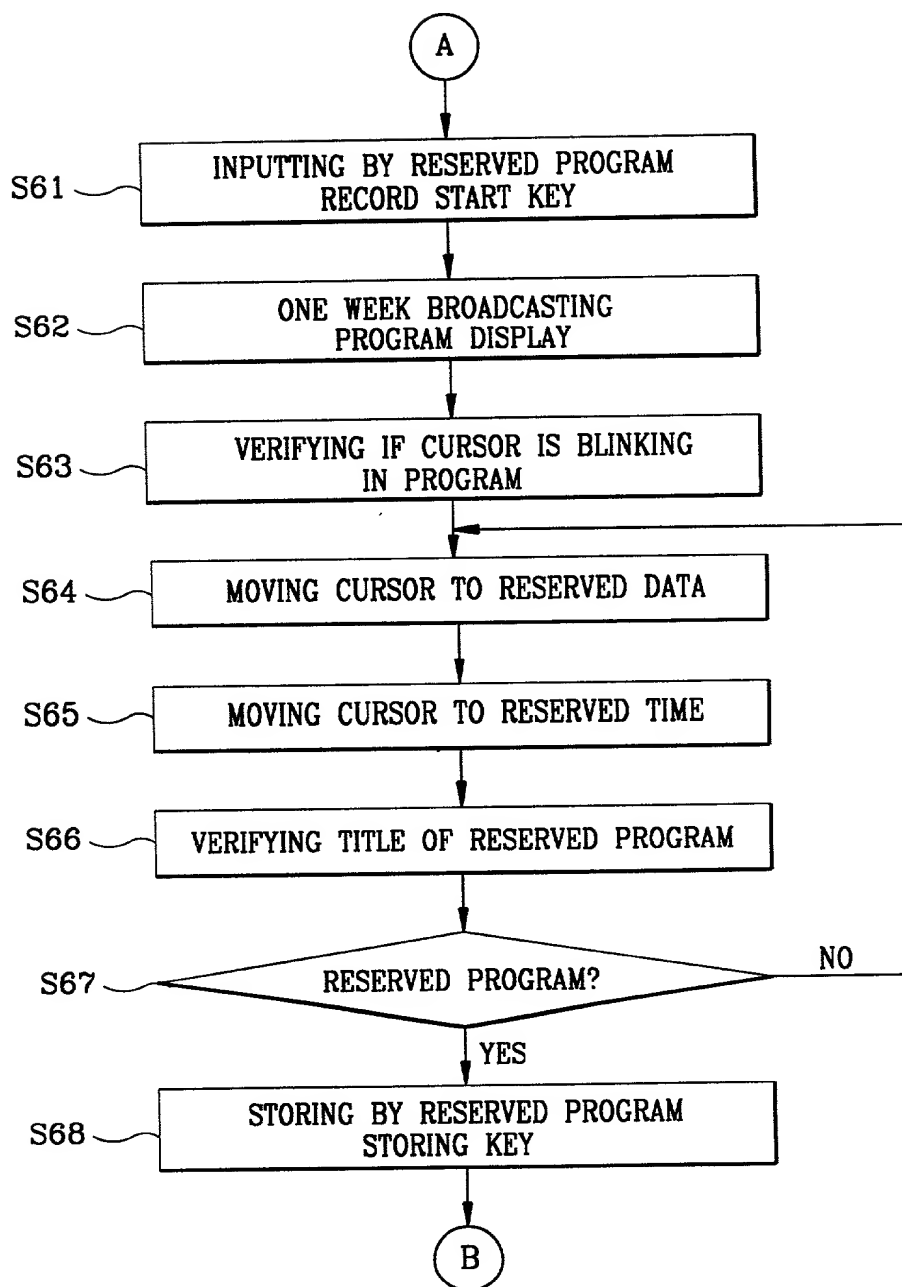 A
S61
INPUTTING BY RESERVED PROGRAM
RECORD START KEY
S62
ONE WEEK BROADCASTING
PROGRAM DISPLAY
S63
VERIFYING IF CURSOR IS BLINKING
IN PROGRAM
S64
MOVING CURSOR TO RESERVED DATA
S65
MOVING CURSOR TO RESERVED TIME
S66
VERIFYING TITLE OF RESERVED PROGRAM
S67
RESERVED PROGRAM?
NO
YES
S68
STORING BY RESERVED PROGRAM
STORING KEY
B